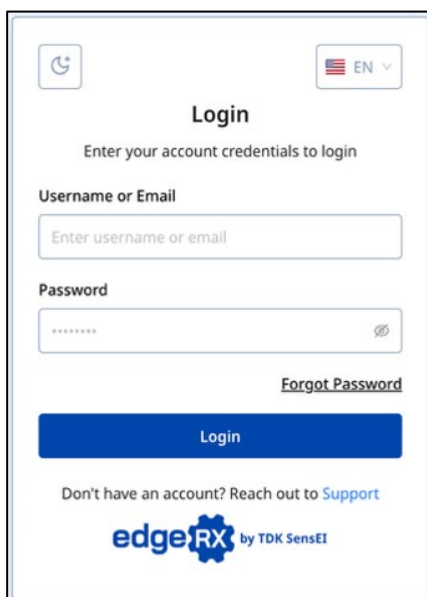 EN
Login
Enter your account credentials to login
Username or Email
Enter username or email
Password
Forgot Password
Login
Don't have an account? Reach out to Support
edgeRX by TDK SensEI